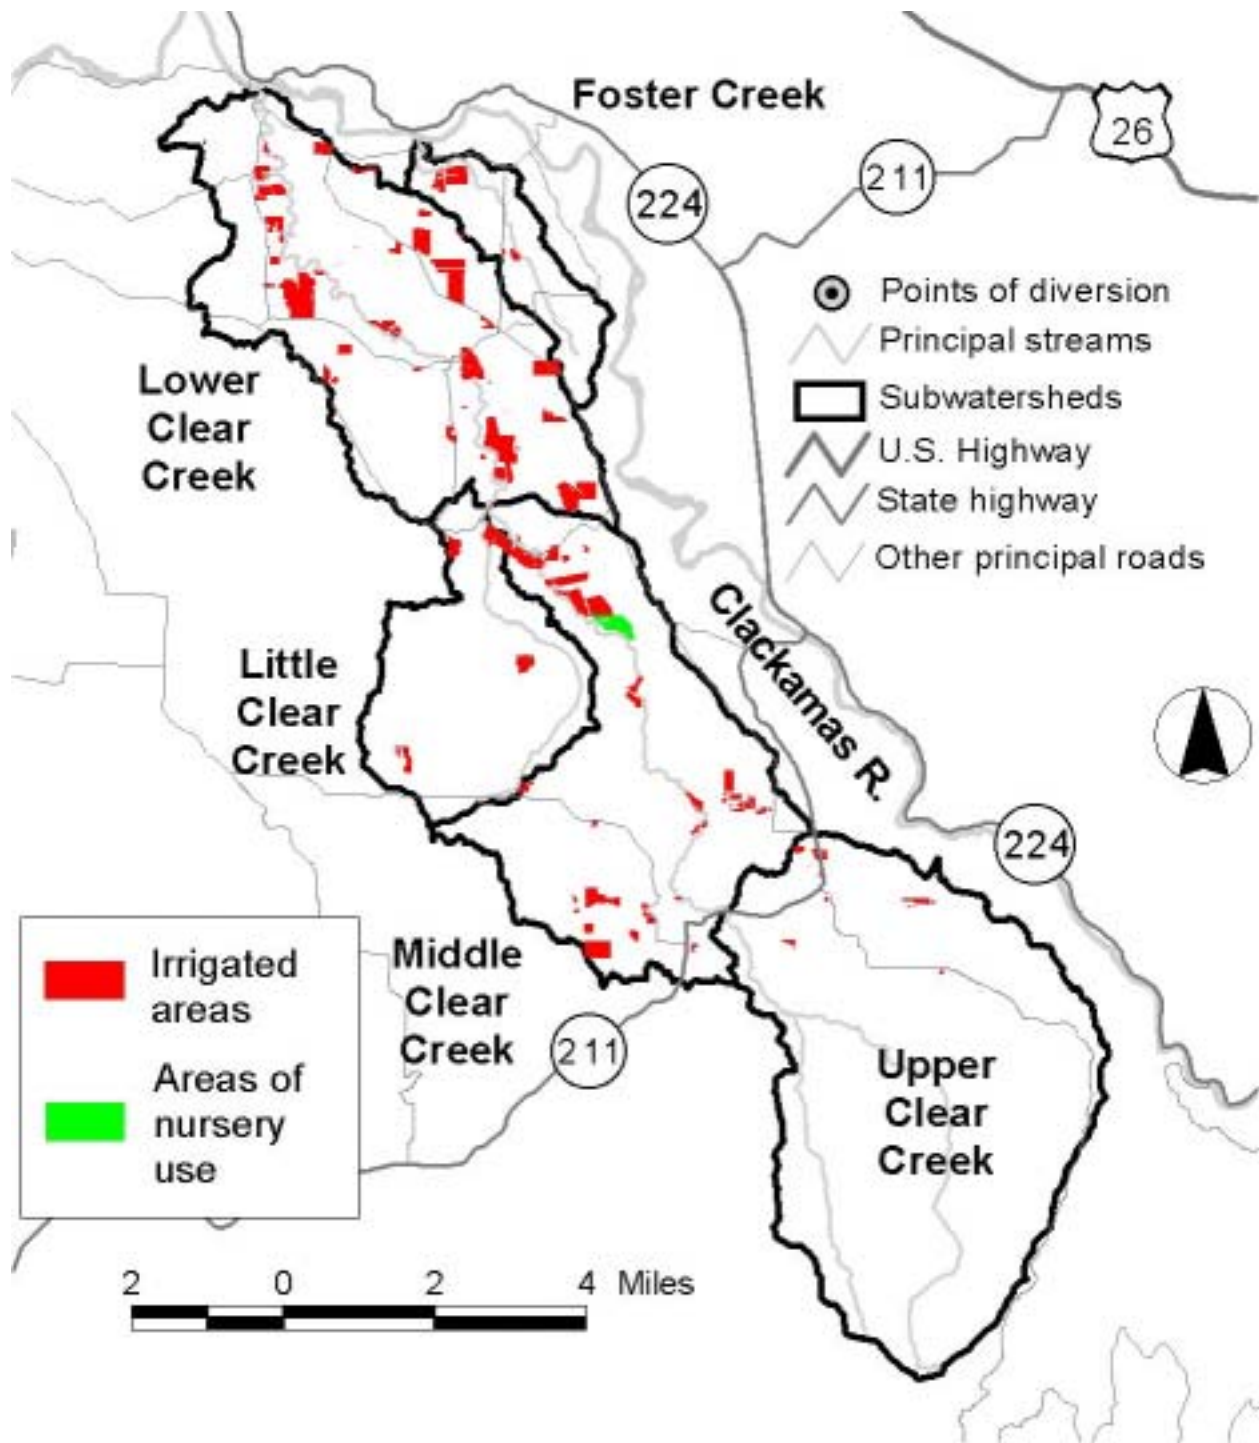 Foster Creek
26
211
224
Points of diversion
Principal streams
Subwatersheds
U.S. Highway
State highway
Other principal roads
Lower
Clear
Creek
Clackamas R.
Little
Clear
Creek
224
Irrigated
areas
Areas of
nursery
use
Middle
Clear
Creek
211
Upper
Clear
Creek
2 0 2 4 Miles